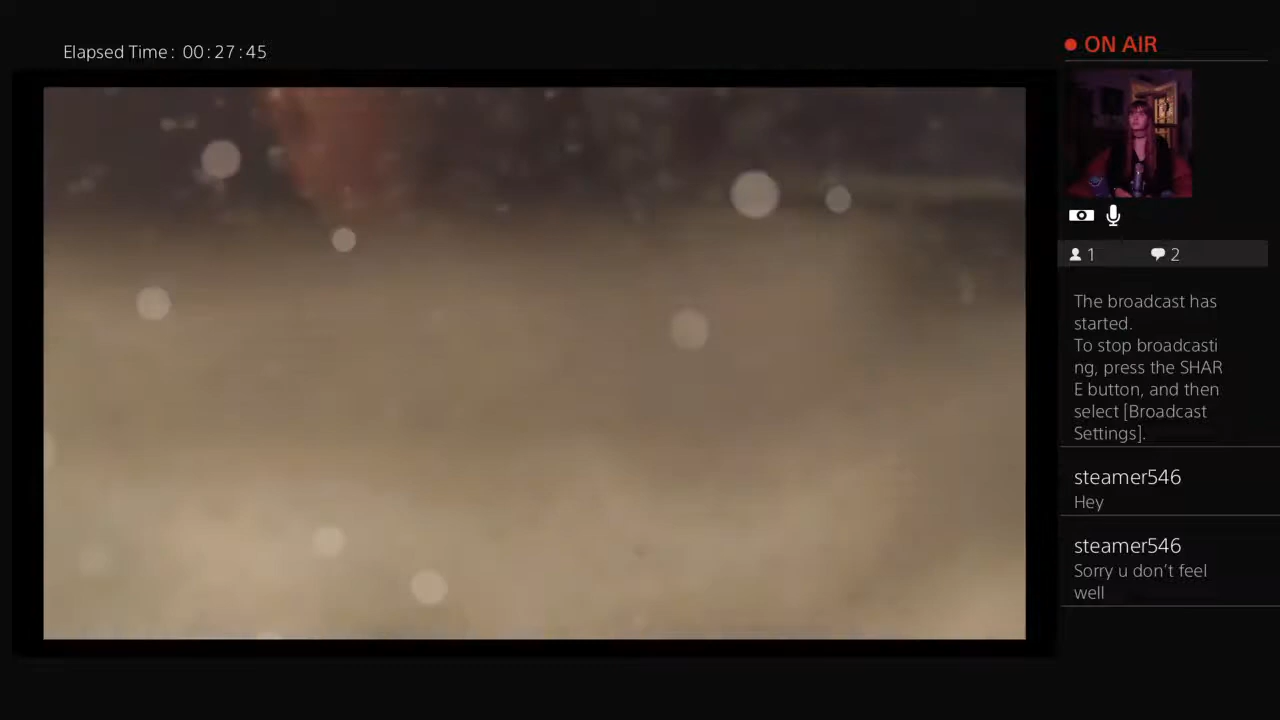 Elapsed Time: 00:27:45
ON AIR
1
2
The broadcast has
started.
To stop broadcasti
ng, press the SHAR
E button, and then
select [Broadcast
Settings].
steamer546
Hey
steamer546
Sorry u don't feel
well